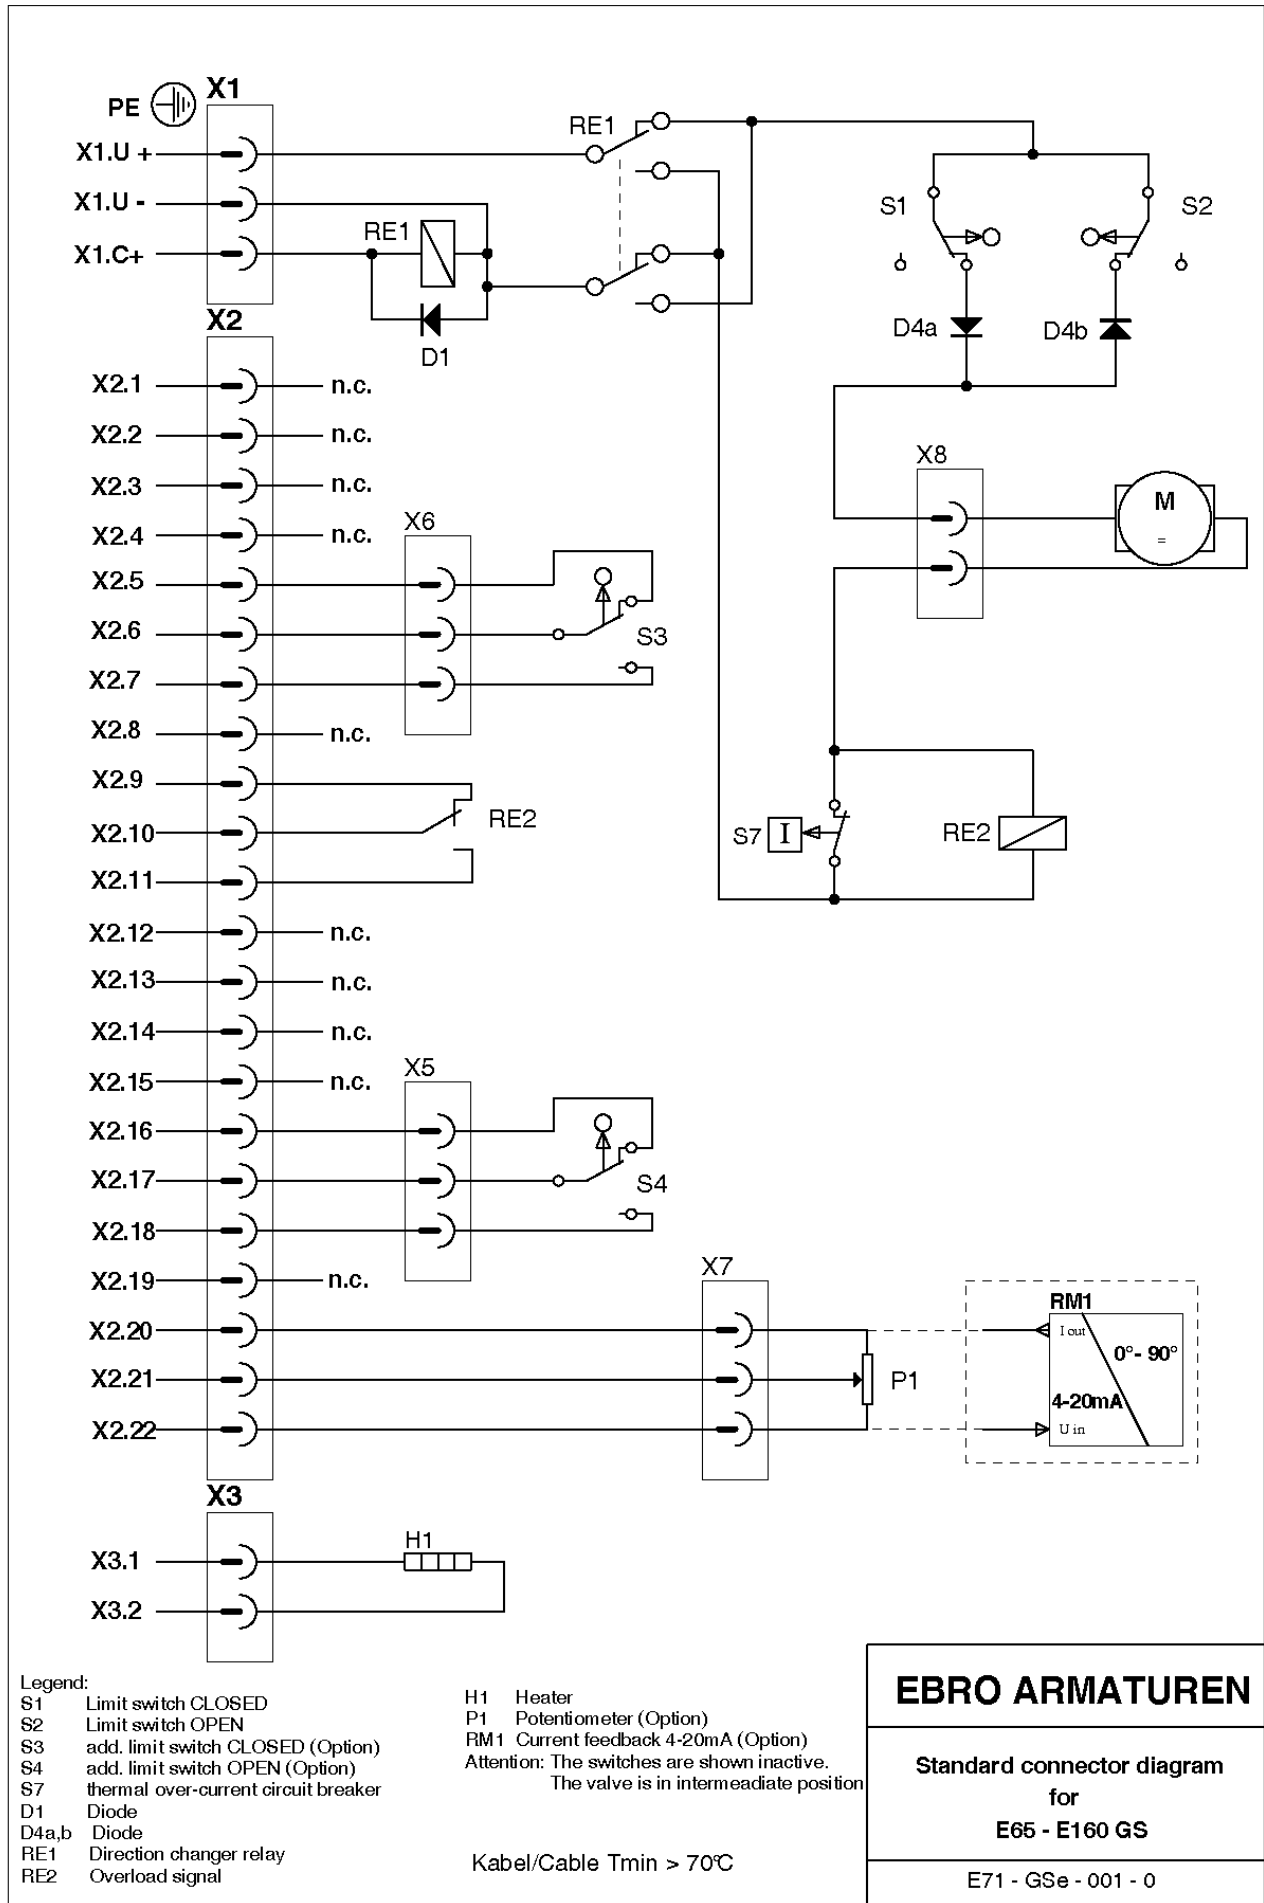 X1
PE
RE1
X1.U +
X1.U -
S1
S2
RE1
X1.C+
X2
D4a
D4b
D1
X2.1
n.c.
X2.2
n.c.
X8
X2.3
n.c.
M
=
X6
X2.4
n.c.
X2.5
X2.6
S3
X2.7
X2.8
n.c.
X2.9
RE2
X2.10
S7
I
RE2
X2.11
X2.12
n.c.
X2.13
n.c.
X2.14
n.c.
X5
X2.15
n.c.
X2.16
X2.17
S4
X2.18
X7
X2.19
n.c.
RM1
X2.20
I out
0°- 90°
X2.21
P1
4-20mA
X2.22
U in
X3
H1
X3.1
X3.2
Legend:
S1 Limit switch CLOSED
S2 Limit switch OPEN
S3 add. limit switch CLOSED (Option)
S4 add. limit switch OPEN (Option)
S7 thermal over-current circuit breaker
D1 Diode
D4a,b Diode
RE1 Direction changer relay
RE2 Overload signal
H1 Heater
P1 Potentiometer (Option)
RM1 Current feedback 4-20mA (Option)
Attention: The switches are shown inactive.
The valve is in intermeadiate position
Kabel/Cable Tmin > 70°C
EBRO ARMATUREN
Standard connector diagram
for
E65 - E160 GS
E71 - GSe - 001 - 0